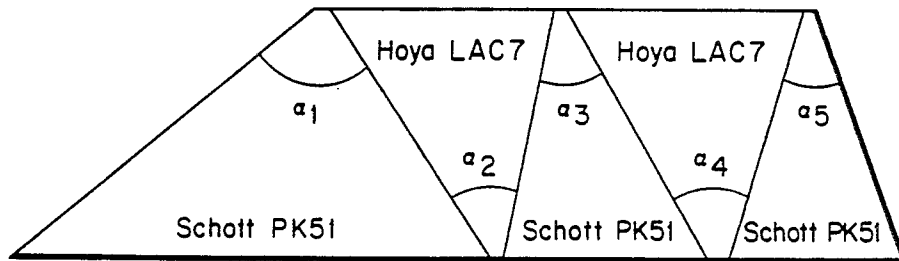 Hoya LAC7
Hoya LAC7
α1
α3
α5
α2
α4
Schott PK51
Schott PK51
Schott PK51